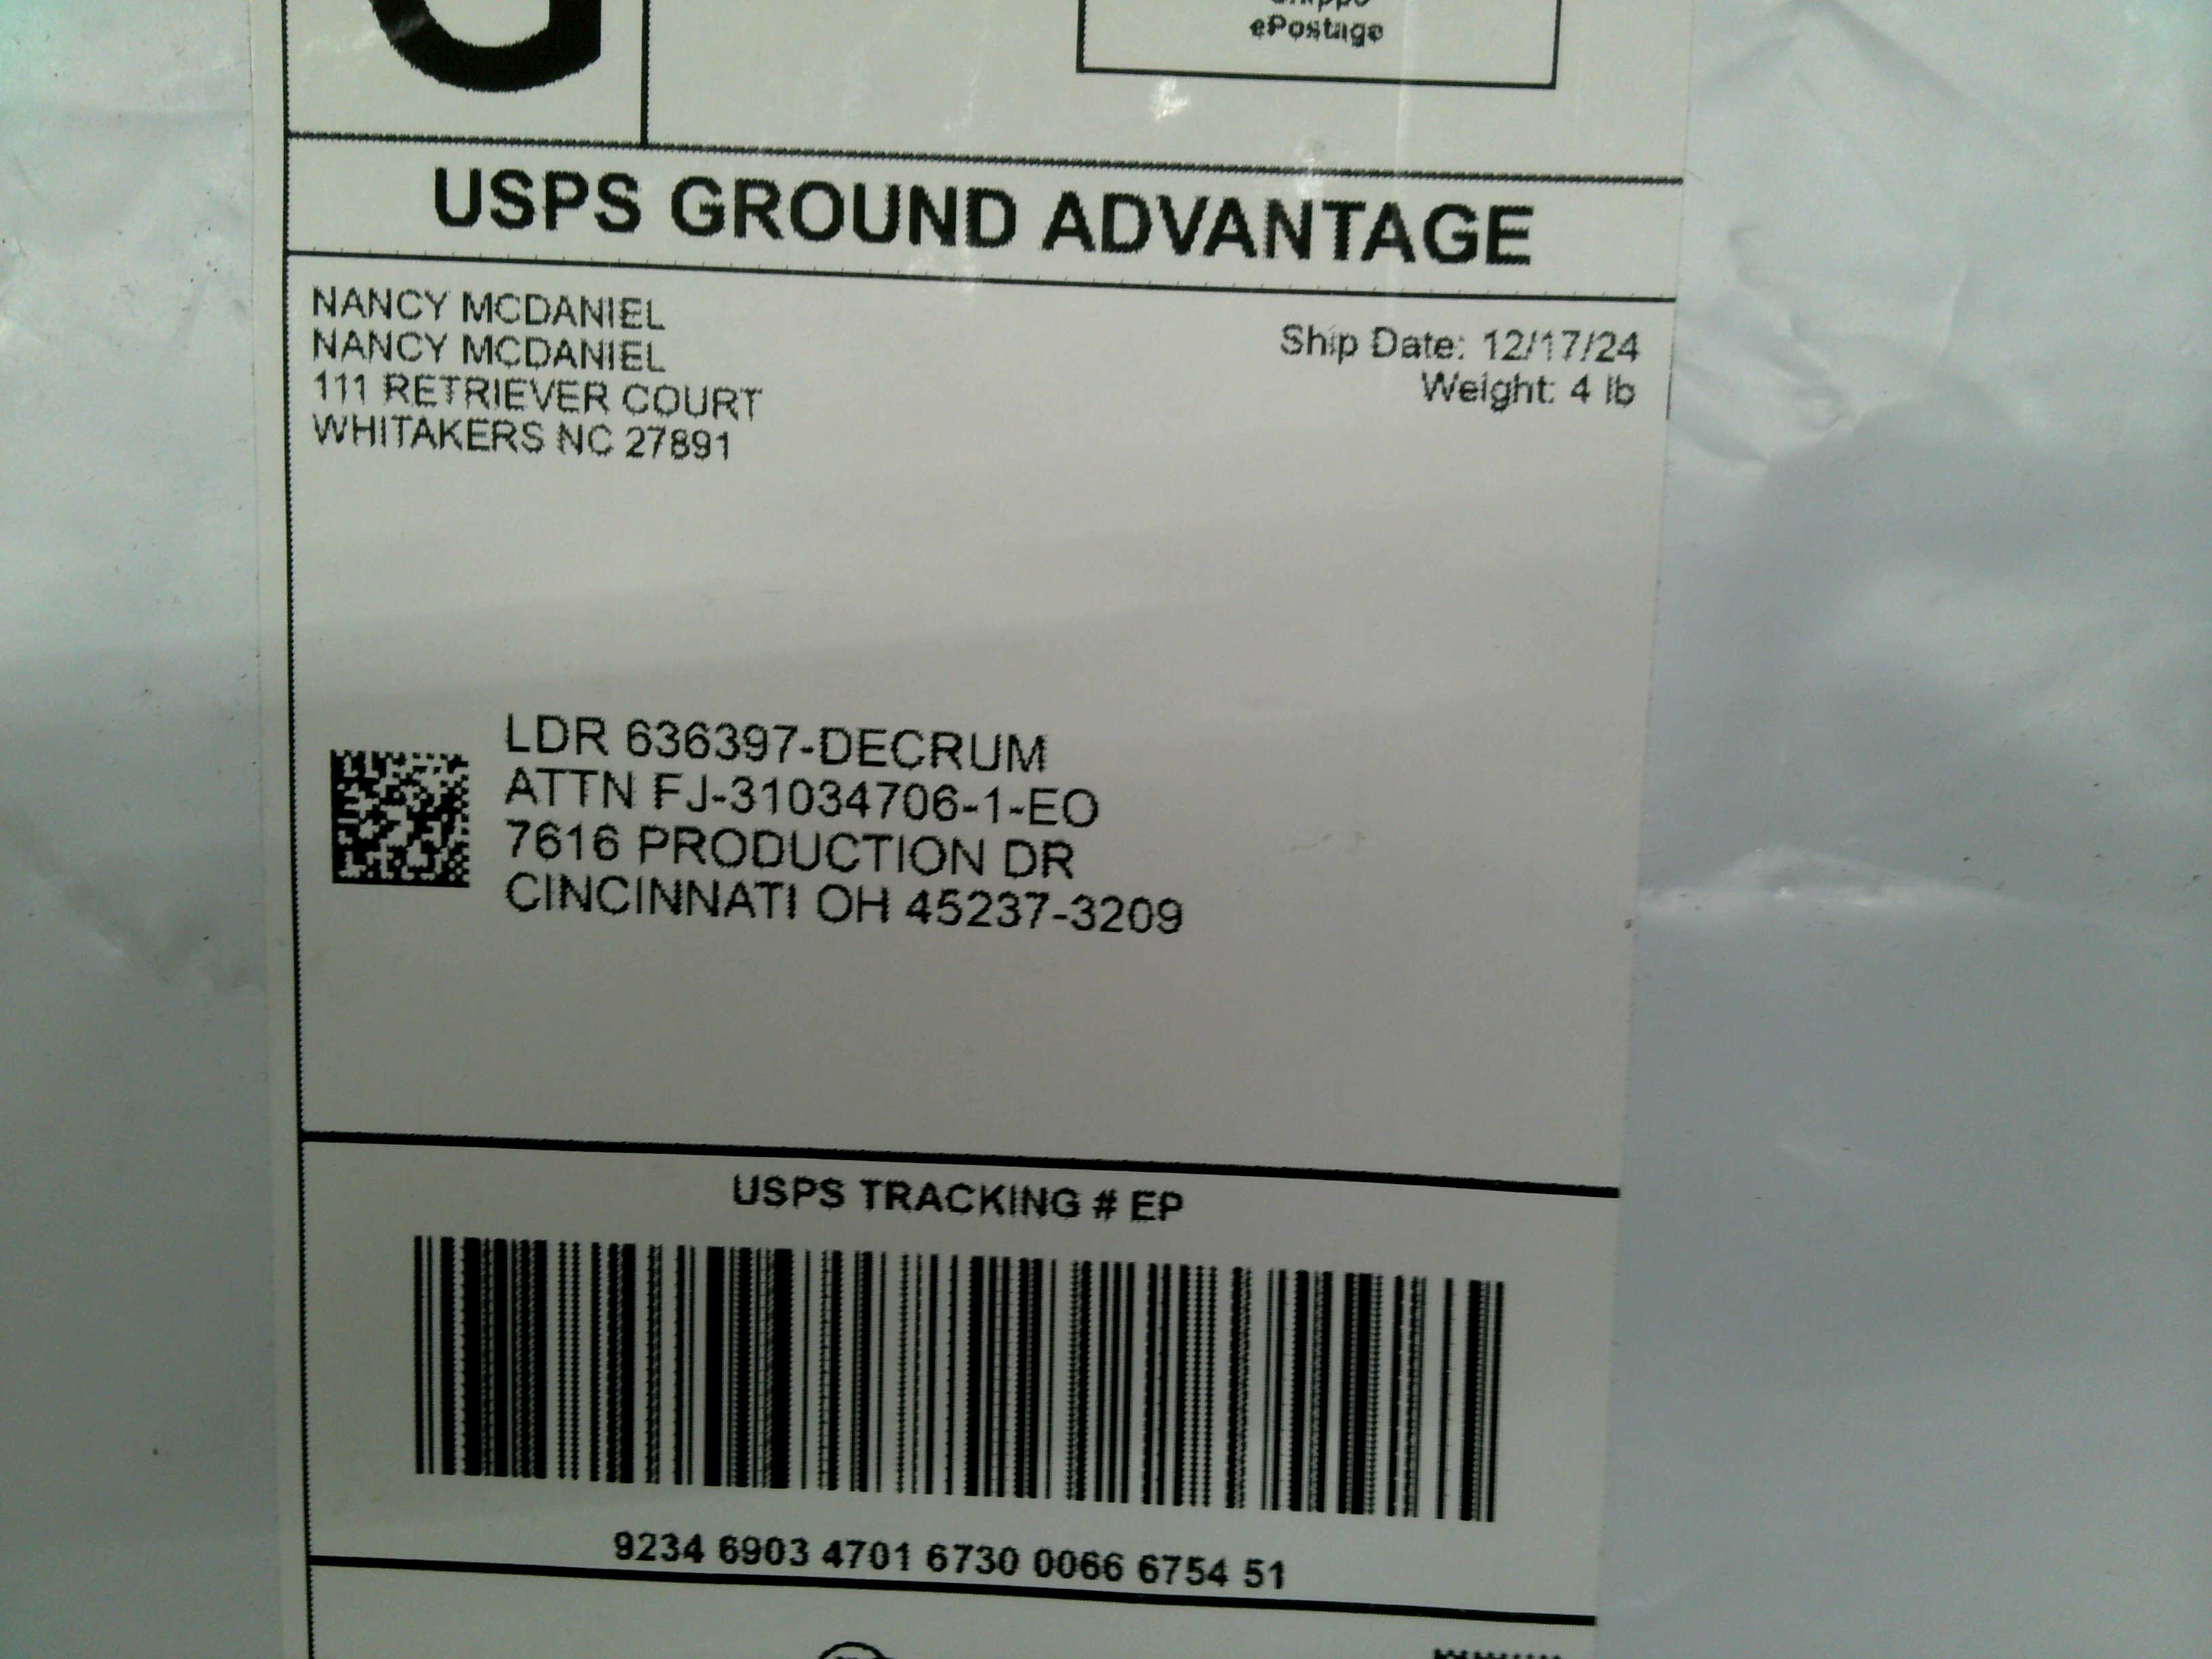 ePostage
USPS GROUND ADVANTAGE
NANCY MCDANIEL
NANCY MCDANIEL
111 RETRIEVER COURT
WHITAKERS NC 27891
Ship Date: 12/17/24
Weight: 4 lb
LDR 636397-DECRUM
ATTN FJ-31034706-1-EO
7616 PRODUCTION DR
CINCINNATI OH 45237-3209
USPS TRACKING # EP
9234 6903 4701 6730 0066 6754 51